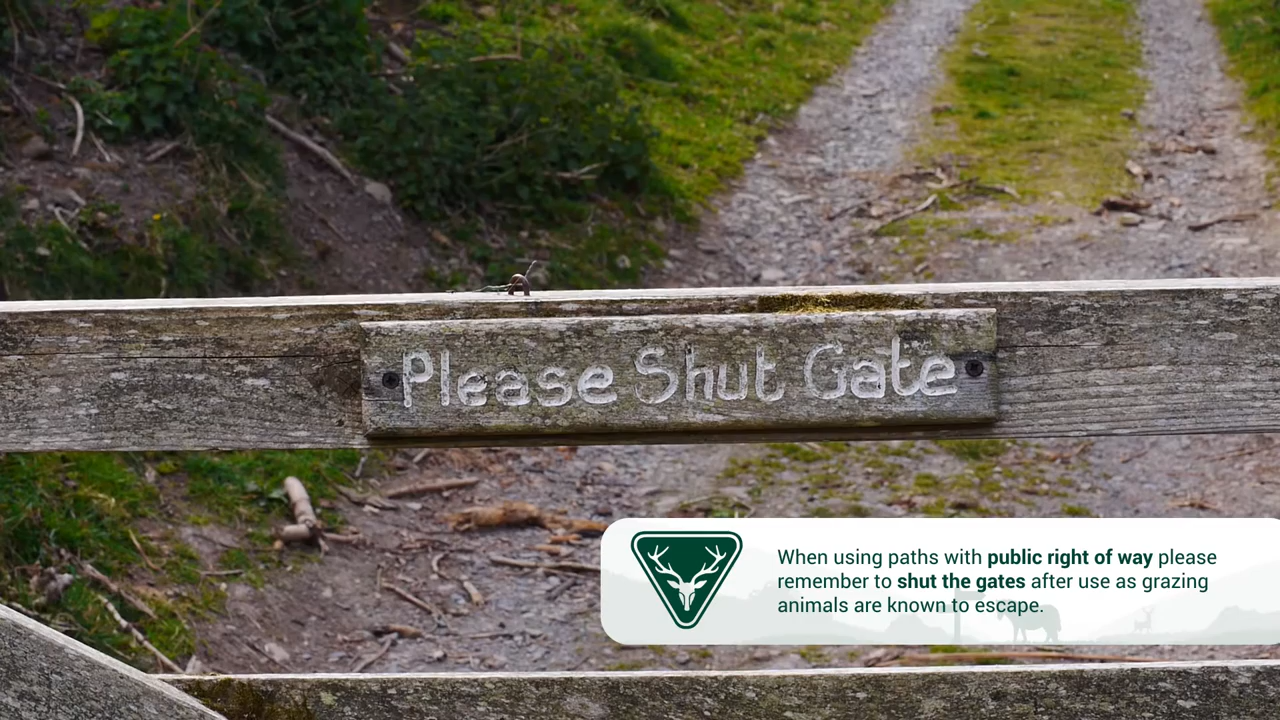 Please Shut Gate
When using paths with public right of way please
remember to shut the gates after use as grazing
animals are known to escape.